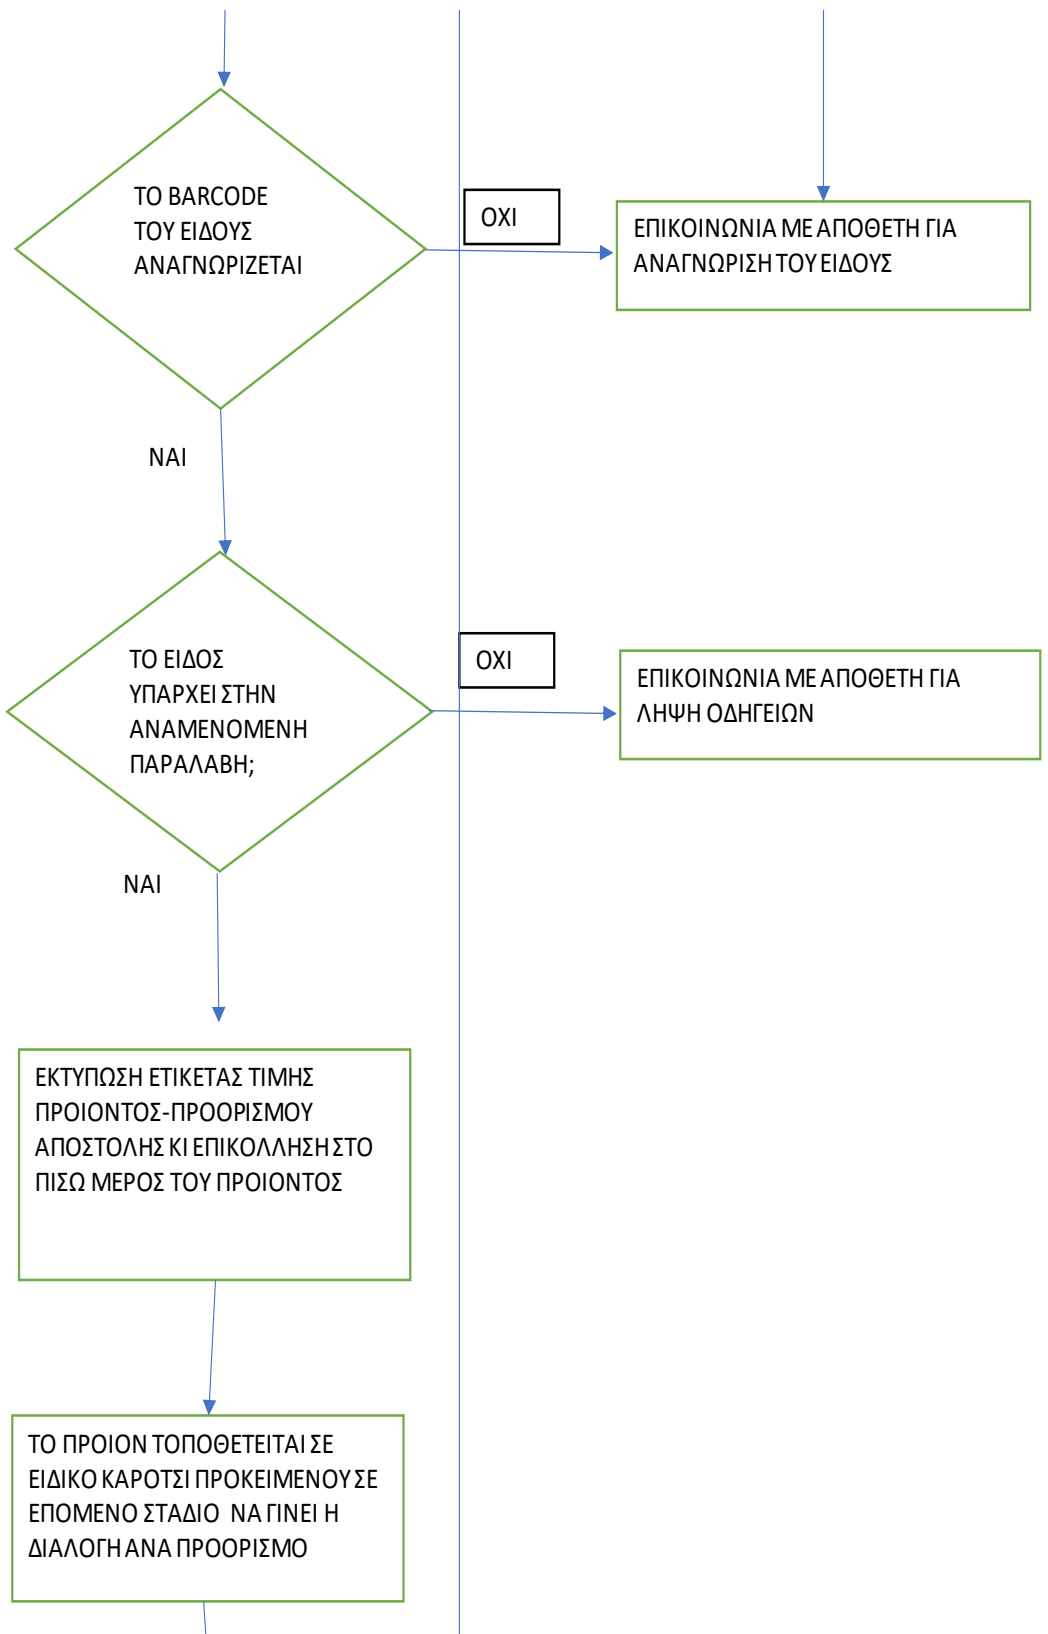 ΤΟ BARCODE
ΤΟΥ ΕΙΔΟΥΣ
ΑΝΑΓΝΩΡΙΖΕΤΑΙ
ΟΧΙ
ΕΠΙΚΟΙΝΩΝΙΑ ΜΕ ΑΠΟΘΕΤΗ ΓΙΑ
ΑΝΑΓΝΩΡΙΣΗ ΤΟΥ ΕΙΔΟΥΣ
ΝΑΙ
ΤΟ ΕΙΔΟΣ
ΥΠΑΡΧΕΙ ΣΤΗΝ
ΑΝΑΜΕΝΟΜΕΝΗ
ΠΑΡΑΛΑΒΗ;
ΟΧΙ
ΕΠΙΚΟΙΝΩΝΙΑ ΜΕ ΑΠΟΘΕΤΗ ΓΙΑ
ΛΗΨΗ ΟΔΗΓΕΙΩΝ
ΝΑΙ
ΕΚΤΥΠΩΣΗ ΕΤΙΚΕΤΑΣ ΤΙΜΗΣ
ΠΡΟΙΟΝΤΟΣ-ΠΡΟΟΡΙΣΜΟΥ
ΑΠΟΣΤΟΛΗΣ ΚΙ ΕΠΙΚΟΛΛΗΣΗ ΣΤΟ
ΠΙΣΩ ΜΕΡΟΣ ΤΟΥ ΠΡΟΙΟΝΤΟΣ
ΤΟ ΠΡΟΙΟΝ ΤΟΠΟΘΕΤΕΙΤΑΙ ΣΕ
ΕΙΔΙΚΟ ΚΑΡΟΤΣΙ ΠΡΟΚΕΙΜΕΝΟΥ ΣΕ
ΕΠΟΜΕΝΟ ΣΤΑΔΙΟ ΝΑ ΓΙΝΕΙ Η
ΔΙΑΛΟΓΗ ΑΝΑ ΠΡΟΟΡΙΣΜΟ